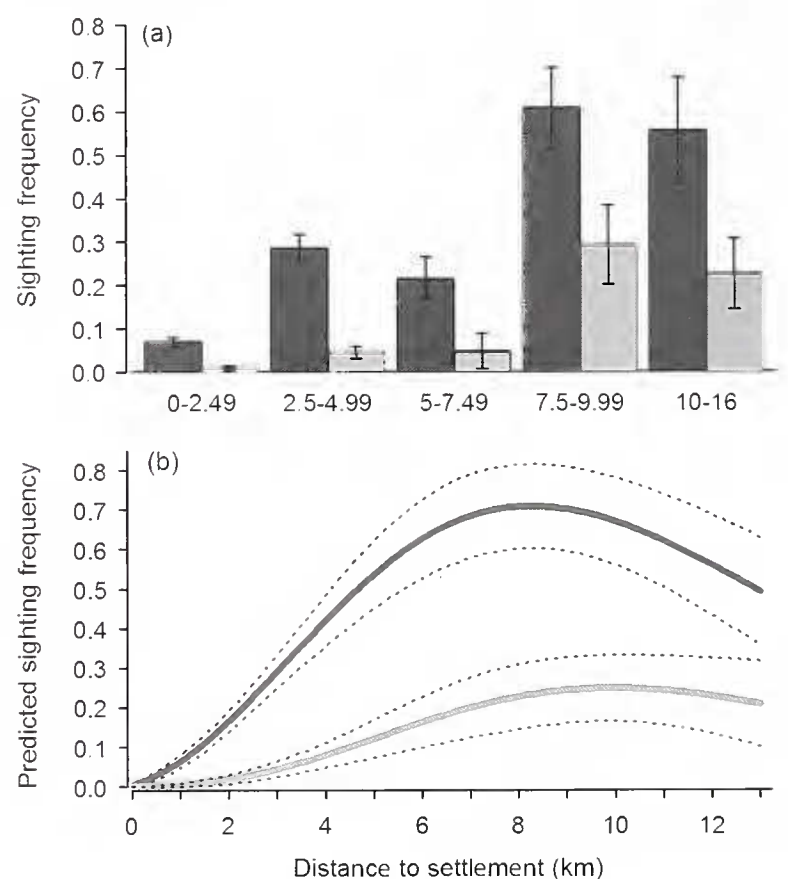 (a)
Sighting frequency
0.8
0.7
0.6
0.5
0.4
0.3
0.2
0.1
0.0
0-2.49 2.5-4.99 5-7.49 7.5-9.99 10-16
(b)
Predicted sighting frequency
0.8
0.7
0.6
0.5
0.4
0.3
0.2
0.1
0.0
0 2 4 6 8 10 12
Distance to settlement (km)